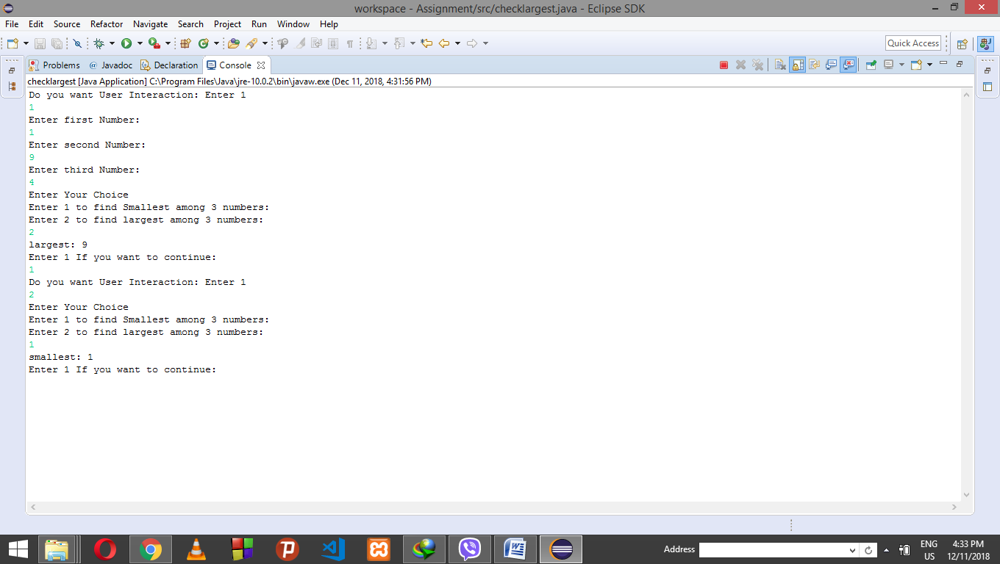 workspace - Assignment/src/checklargest.java - Eclipse SDK
File Edit Source Refactor Navigate Search Project Run Window Help
Quick Access
Problems @ Javadoc Declaration Console
checklargest [Java Application] C:\Program Files\Java\jre-10.0.2\bin\javaw.exe (Dec 11, 2018, 4:31:56 PM)
Do you want User Interaction: Enter 1
1
Enter first Number:
1
Enter second Number:
9
Enter third Number:
4
Enter Your Choice
Enter 1 to find Smallest among 3 numbers:
Enter 2 to find largest among 3 numbers:
2
largest: 9
Enter 1 If you want to continue:
1
Do you want User Interaction: Enter 1
2
Enter Your Choice
Enter 1 to find Smallest among 3 numbers:
Enter 2 to find largest among 3 numbers:
1
smallest: 1
Enter 1 If you want to continue:
Address
ENG 4:33 PM
US 12/11/2018